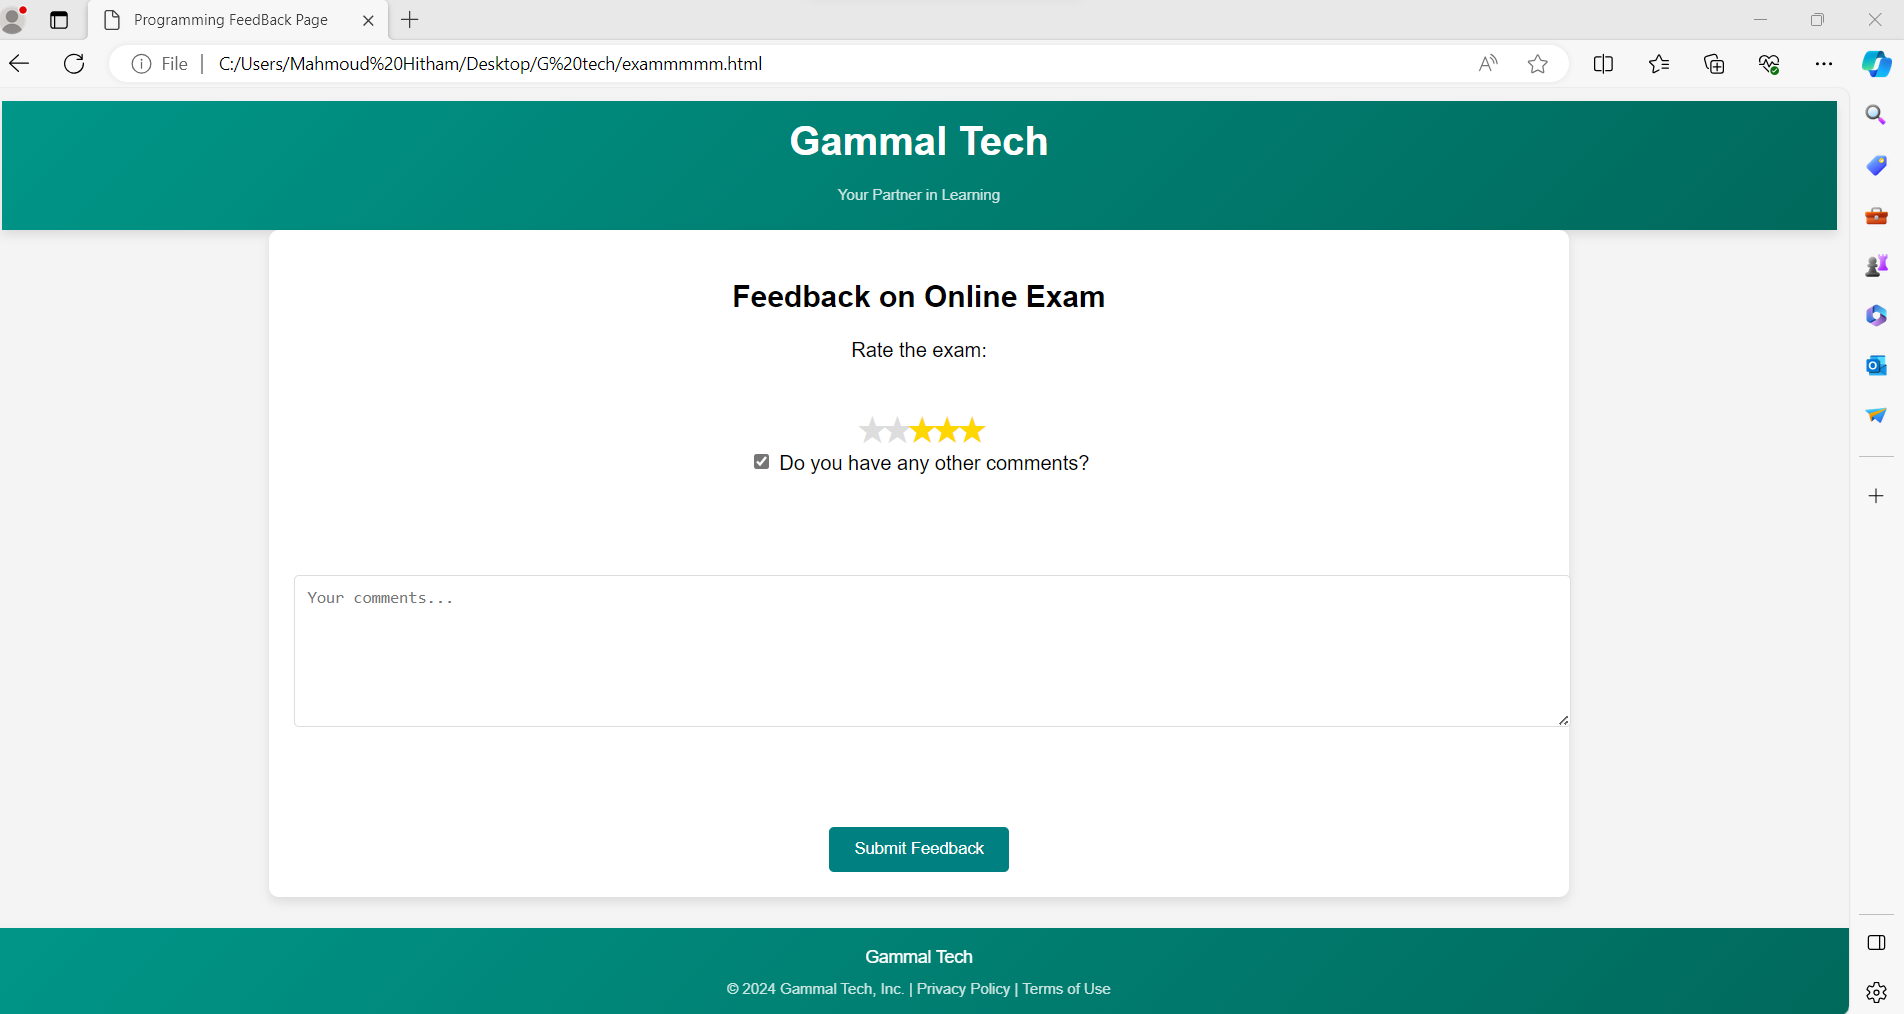 Programming FeedBack Page
File
C:/Users/Mahmoud%20Hitham/Desktop/G%20tech/exammmmm.html
Gammal Tech
Your Partner in Learning
Feedback on Online Exam
Rate the exam:
Do you have any other comments?
Your comments...
Submit Feedback
Gammal Tech
© 2024 Gammal Tech, Inc. | Privacy Policy | Terms of Use